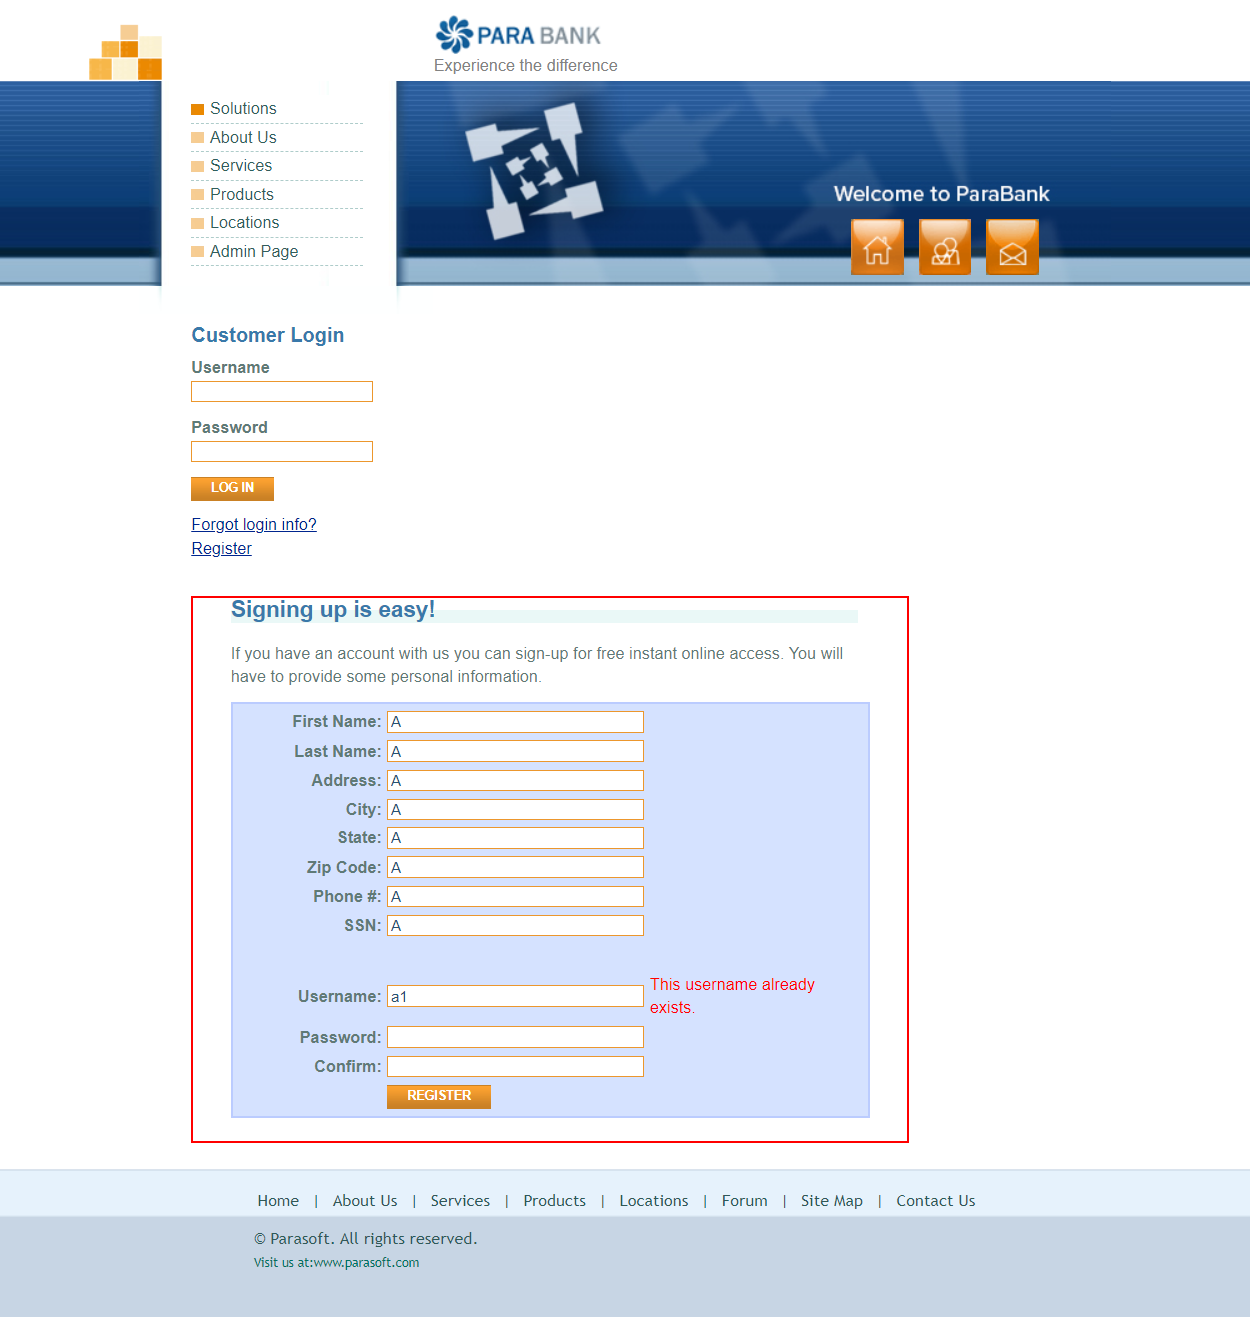 PARA BANK
Experience the difference
Solutions
About Us
Services
Products
Locations
Admin Page
Welcome to ParaBank
Customer Login
Username
Password
LOG IN
Forgot login info?
Register
Signing up is easy!
If you have an account with us you can sign-up for free instant online access. You will
have to provide some personal information.
First Name: A
Last Name: A
Address: A
City: A
State: A
Zip Code: A
Phone #: A
SSN: A
Username: a1 This username already
exists.
Password:
Confirm:
REGISTER
Home | About Us | Services | Products | Locations | Forum | Site Map | Contact Us
© Parasoft. All rights reserved.
Visit us at:www.parasoft.com